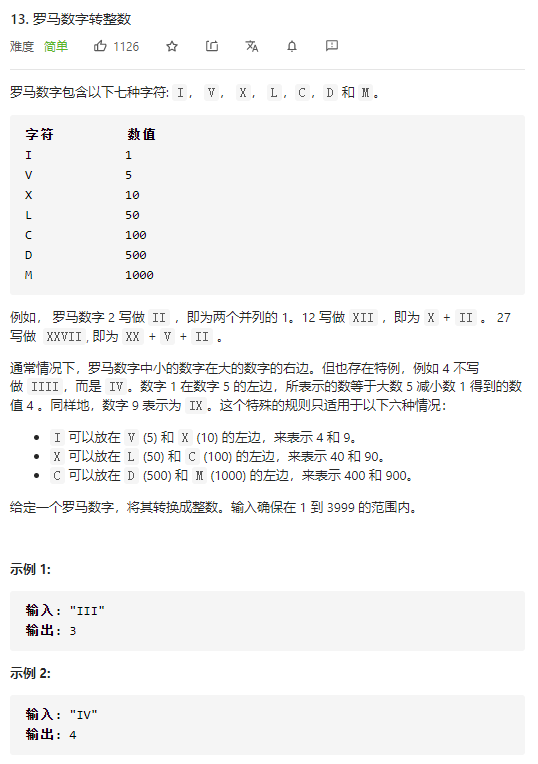 13. 罗马数字转整数
难度 简单 1126
罗马数字包含以下七种字符: I, V, X, L, C, D 和 M。
字符 数值
I 1
V 5
X 10
L 50
C 100
D 500
M 1000
例如, 罗马数字 2 写做 II ,即为两个并列的 1。12 写做 XII ,即为 X + II 。 27
写做 XXVII, 即为 XX + V + II 。
通常情况下,罗马数字中小的数字在大的数字的右边。但也存在特例,例如 4 不写
做 IIII,而是 IV。数字 1 在数字 5 的左边,所表示的数等于大数 5 减小数 1 得到的数
值 4 。同样地,数字 9 表示为 IX。这个特殊的规则只适用于以下六种情况:
• I 可以放在 V (5) 和 X (10) 的左边,来表示 4 和 9。
• X 可以放在 L (50) 和 C (100) 的左边,来表示 40 和 90。
• C 可以放在 D (500) 和 M (1000) 的左边,来表示 400 和 900。
给定一个罗马数字,将其转换成整数。输入确保在 1 到 3999 的范围内。
示例 1:
输入: "III"
输出: 3
示例 2:
输入: "IV"
输出: 4